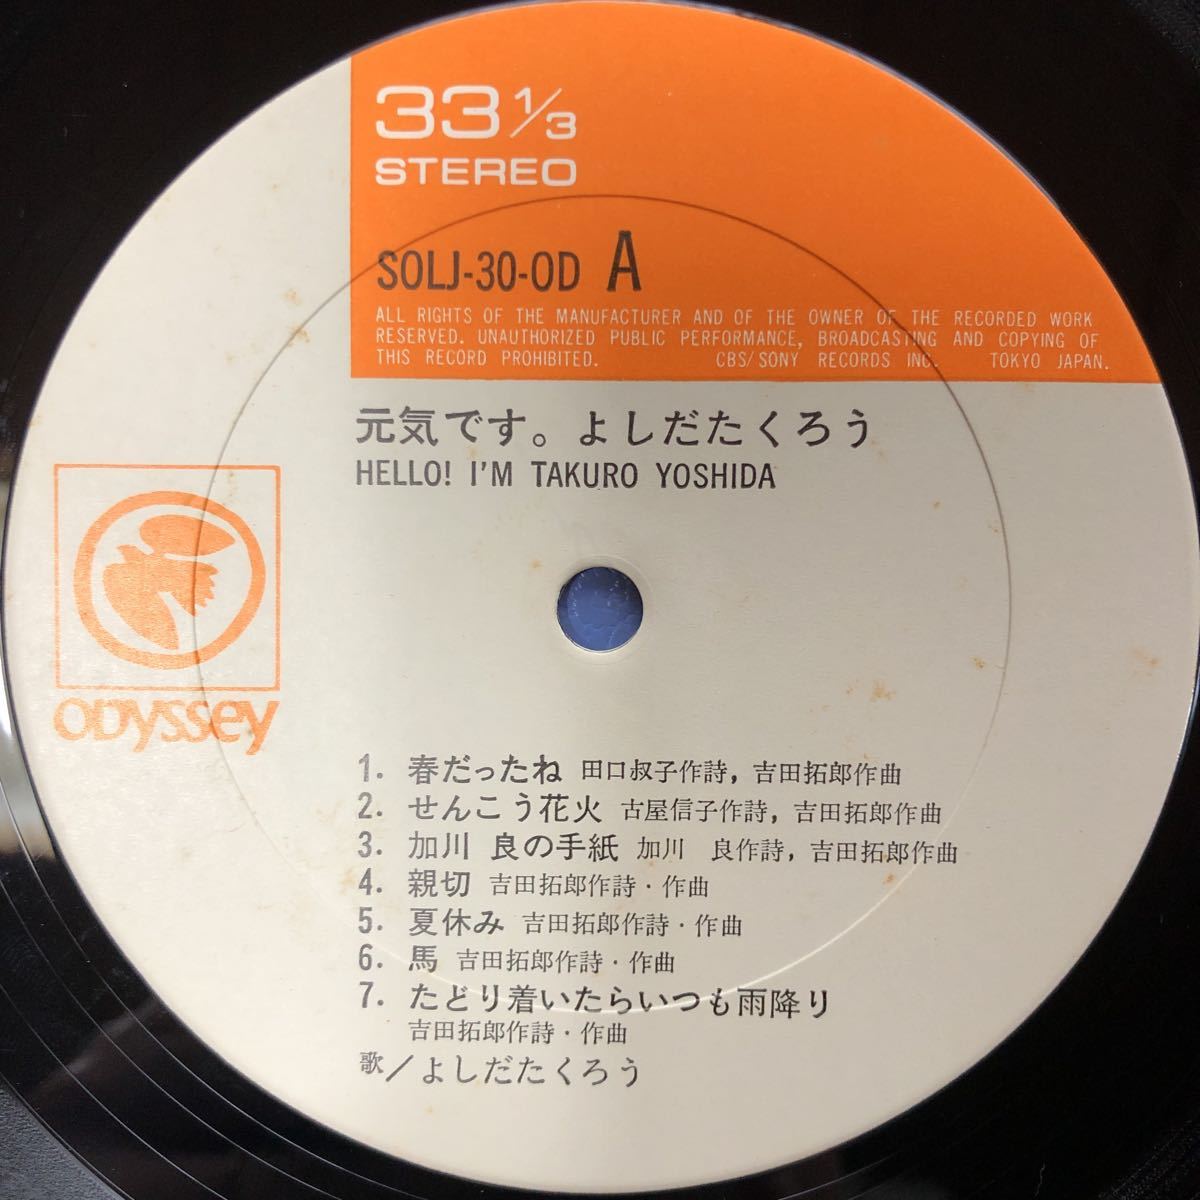 33 1/3
STEREO
SOLJ-30-OD A
ALL RIGHTS OF THE MANUFACTURER AND OF THE OWNER OF THE RECORDED WORK
RESERVED. UNAUTHORIZED PUBLIC PERFORMANCE, BROADCASTING AND COPYING OF
THIS RECORD PROHIBITED. CBS/SONY RECORDS INC. TOKYO JAPAN.
元気です。よしだたくろう
HELLO! I'M TAKURO YOSHIDA
ODYSSEY
1. 春だったね 田口叔子作詩, 吉田拓郎作曲
2. せんこう花火 古屋信子作詩, 吉田拓郎作曲
3. 加川 良の手紙 加川 良作詩, 吉田拓郎作曲
4. 親切 吉田拓郎作詩・作曲
5. 夏休み 吉田拓郎作詩・作曲
6. 馬 吉田拓郎作詩・作曲
7. たどり着いたらいつも雨降り
吉田拓郎作詩・作曲
歌/よしだたくろう